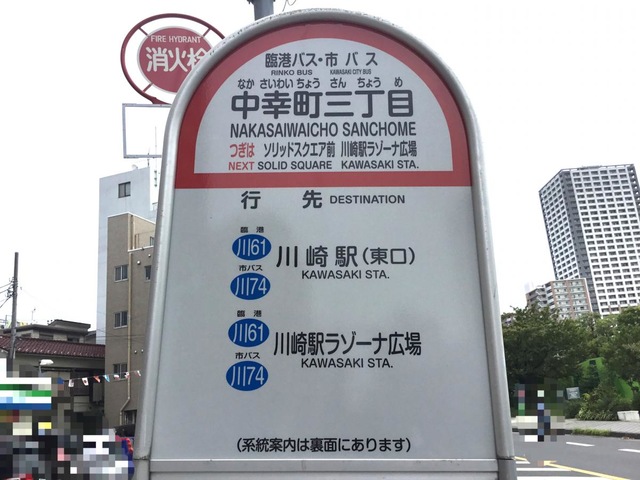 FIRE HYDRANT
消火栓
臨港バス・市バス
RINKO BUS KAWASAKI CITY BUS
なか さいわい ちょう さん ちょう め
中幸町三丁目
NAKASAIWAICHO SANCHOME
つぎは ソリッドスクエア前 川崎駅ラゾーナ広場
NEXT SOLID SQUARE KAWASAKI STA.
行先 DESTINATION
臨港
川61
市バス
川74
川崎駅(東口)
KAWASAKI STA.
臨港
川61
市バス
川74
川崎駅ラゾーナ広場
KAWASAKI STA.
(系統案内は裏面にあります)